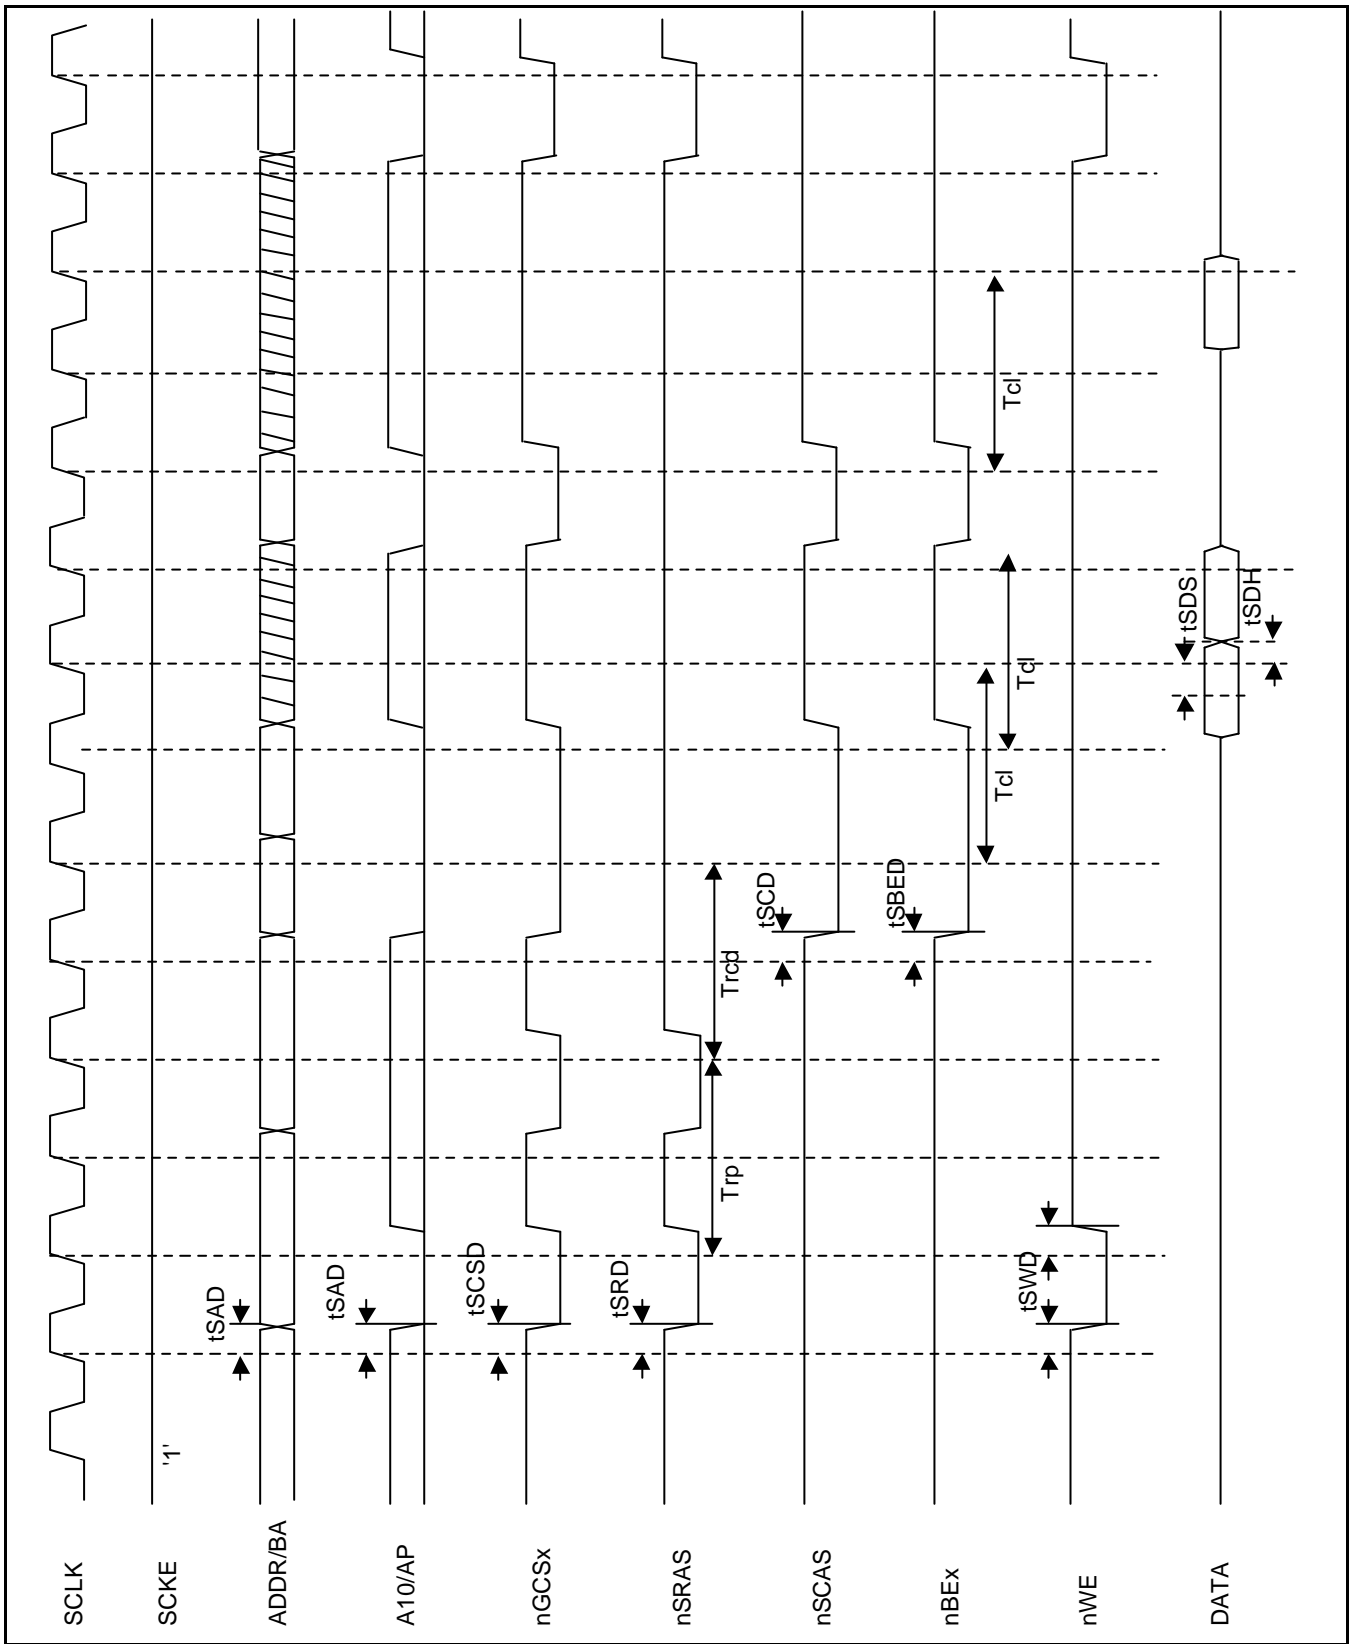 SCLK
SCKE
'1'
ADDR/BA
tSAD
A10/AP
tSAD
nGCSx
tSCSD
nSRAS
tSRD
Trp
Trcd
nSCAS
tSCD
nBEx
tSBED
Tcl
Tcl
Tcl
nWE
tSWD
DATA
tSDS
tSDH